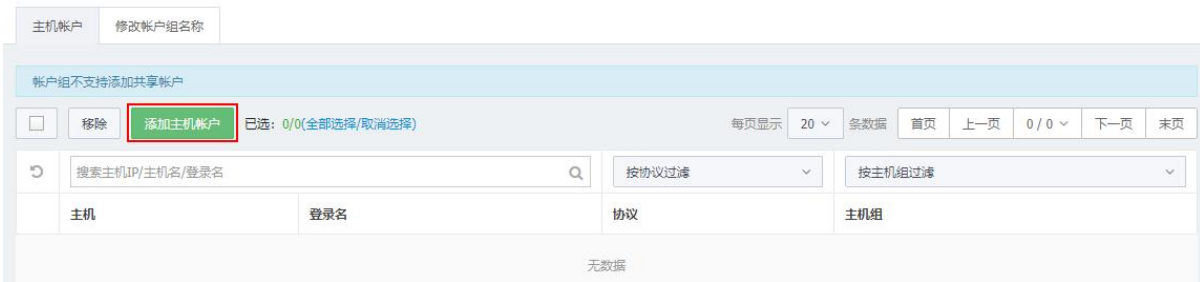 主机帐户 修改帐户组名称
帐户组不支持添加共享帐户
移除 添加主机帐户 已选：0/0(全部选择/取消选择) 每页显示 20 条数据 首页 上一页 0 / 0 下一页 末页
搜索主机IP/主机名/登录名 按协议过滤 按主机组过滤
主机 登录名 协议 主机组
无数据